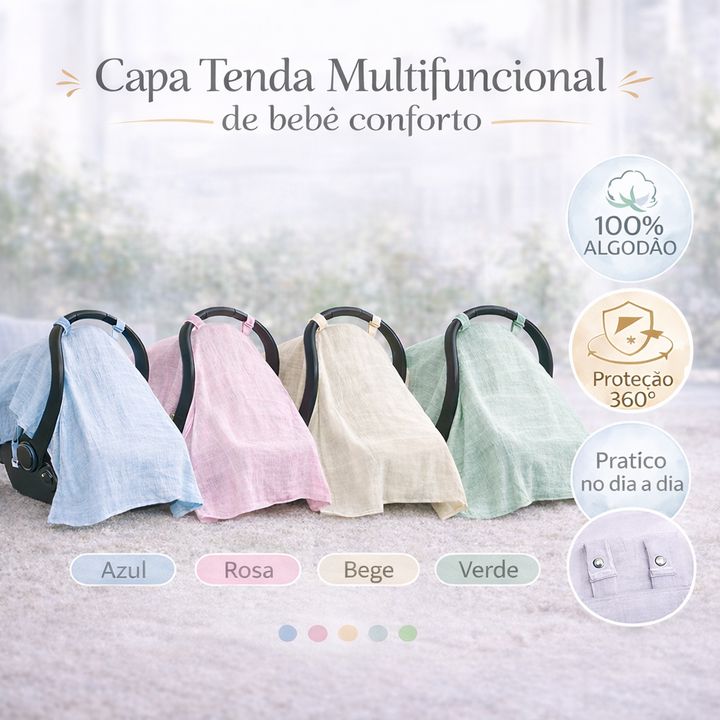 Capa Tenda Multifuncional
de bebê conforto
100%
ALGODÃO
Proteção
360°
Pratico
no dia a dia
Azul
Rosa
Bege
Verde